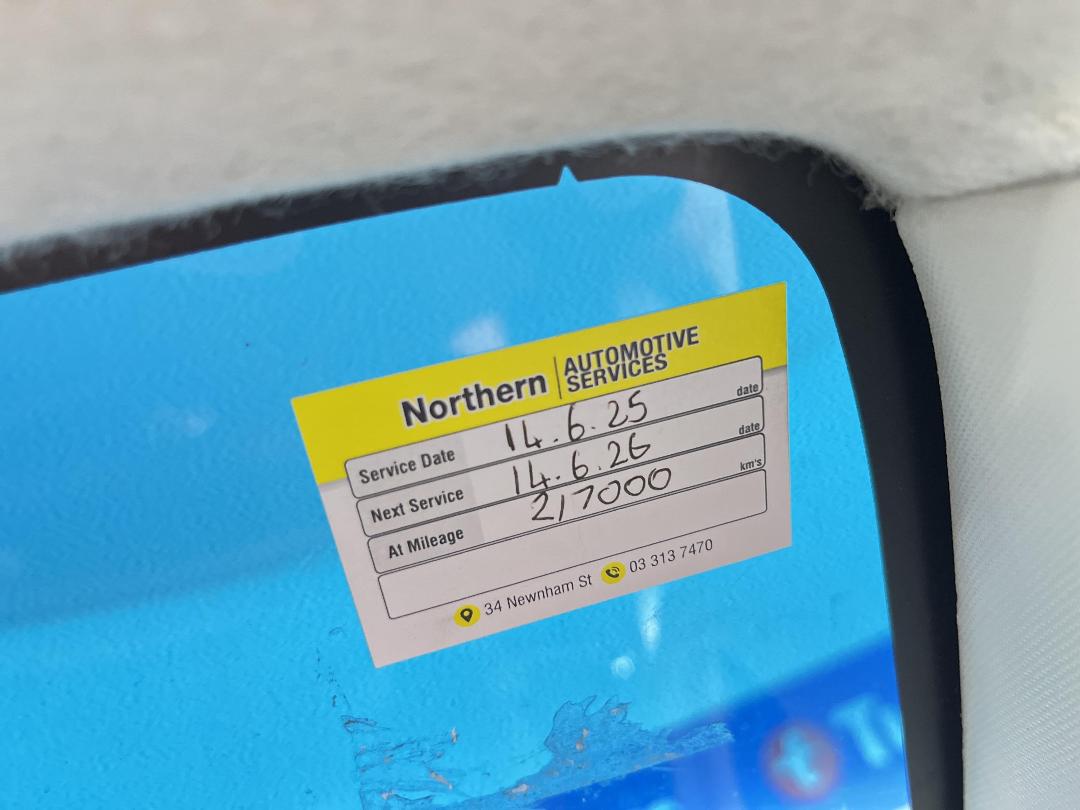 Northern AUTOMOTIVE SERVICES
Service Date 14.6.25 date
Next Service 14.6.26 date
At Mileage 217000 km's
34 Newnham St 03 313 7470